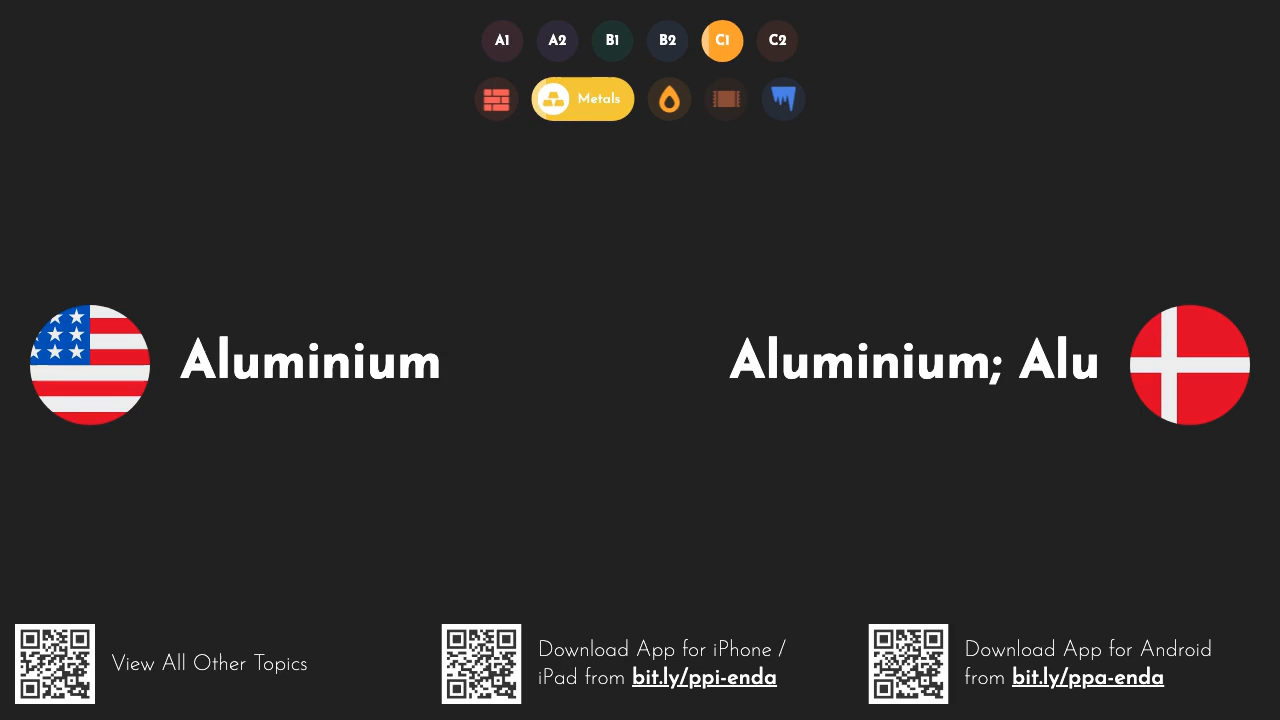 A1 A2 B1 B2 C1 C2
Metals
Aluminium
Aluminium; Alu
View All Other Topics
Download App for iPhone /
iPad from bit.ly/ppi-enda
Download App for Android
from bit.ly/ppa-enda